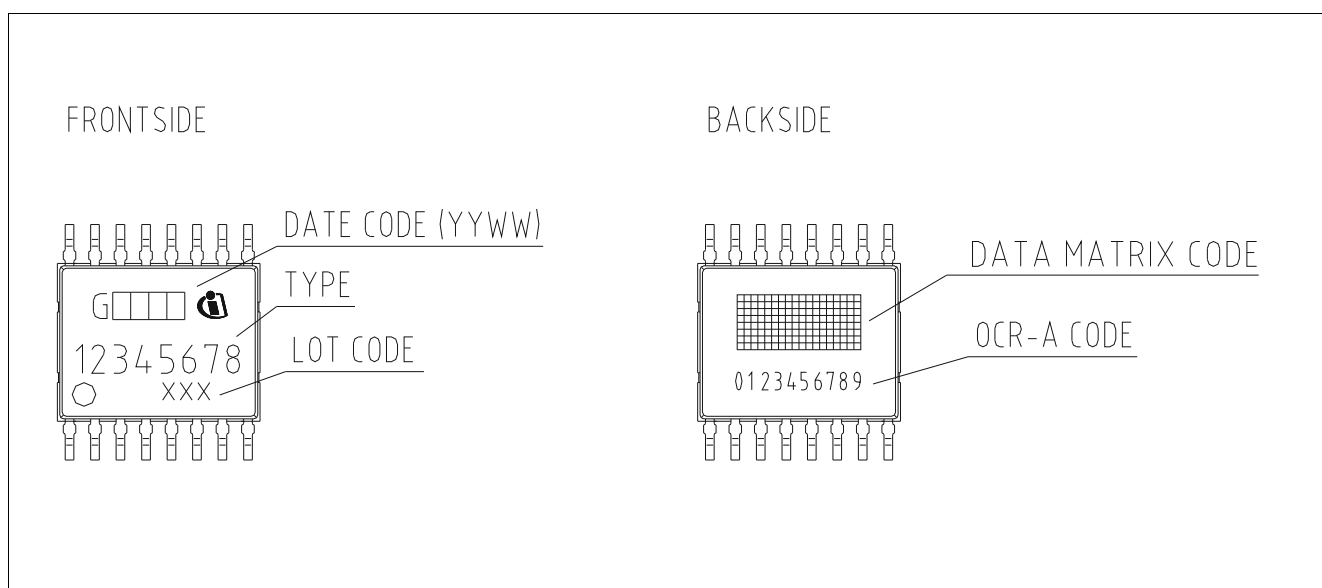 FRONTSIDE
DATE CODE (YYWW)
G
TYPE
12345678
LOT CODE
XXX
BACKSIDE
DATA MATRIX CODE
OCR-A CODE
0123456789